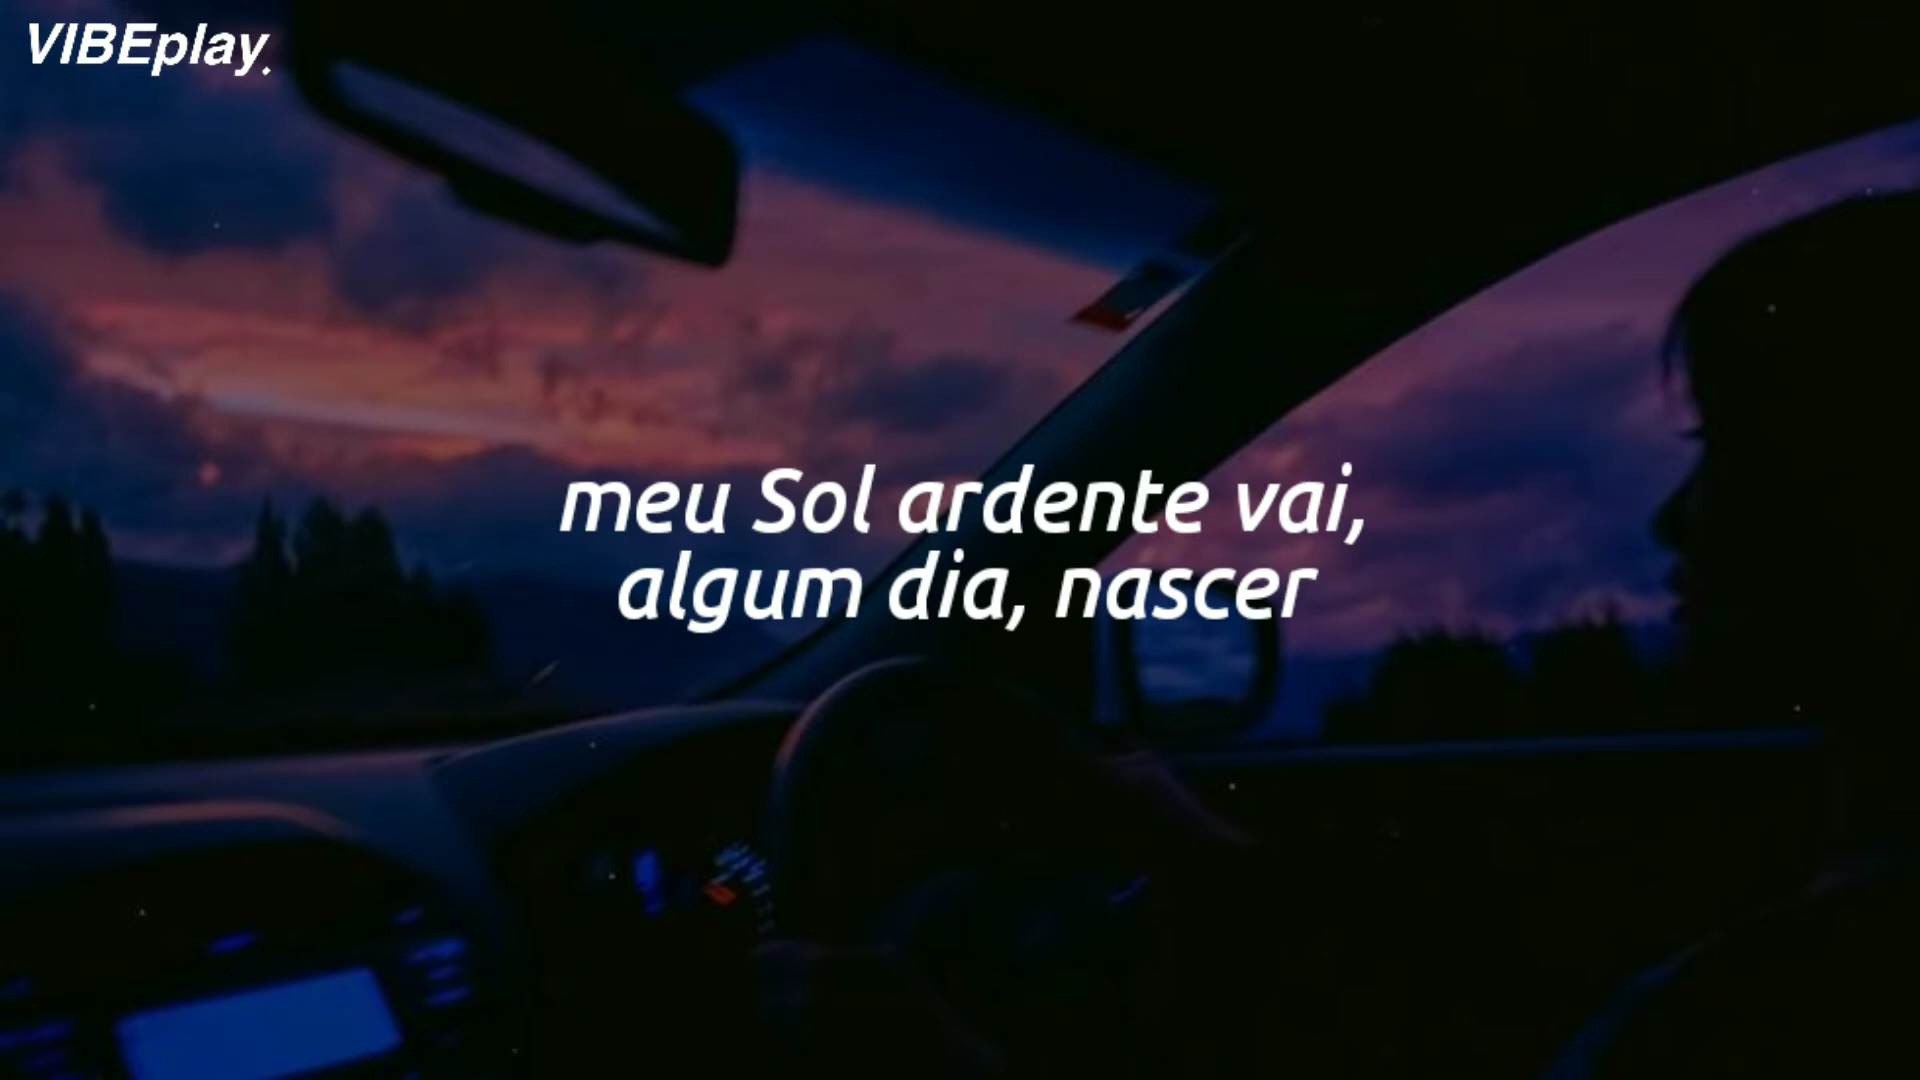 VIBEplay.
meu Sol ardente vai,
algum dia, nascer